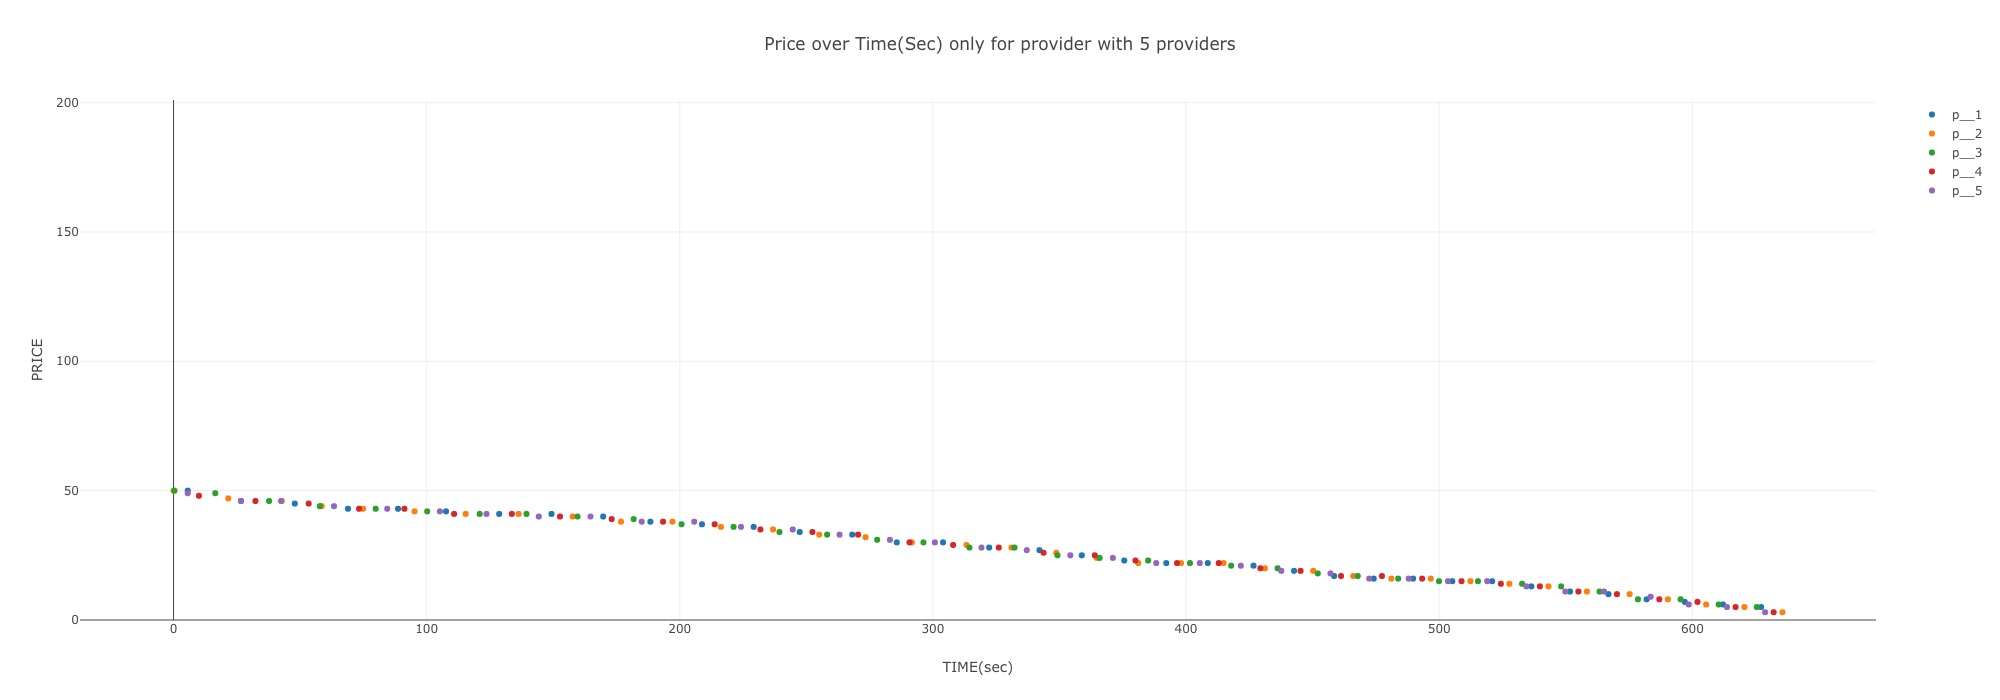 Price over Time(Sec) only for provider with 5 providers
200
150
100
50
0
PRICE
0 100 200 300 400 500 600
TIME(sec)
p__1
p__2
p__3
p__4
p__5